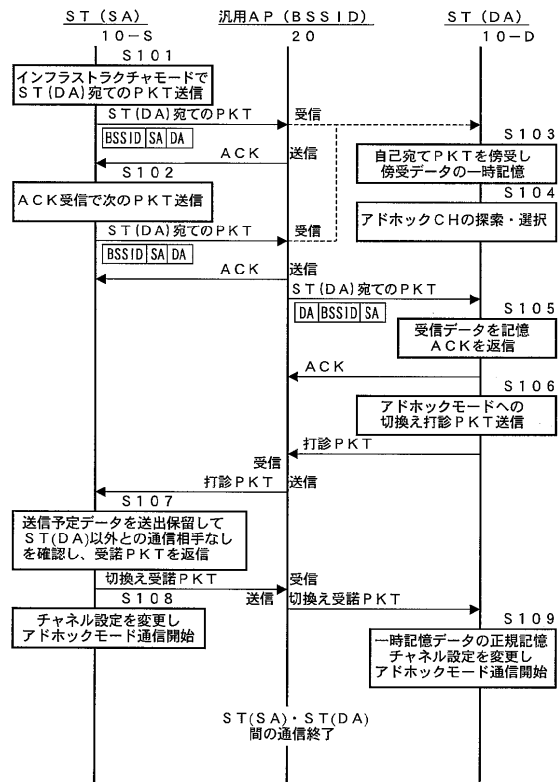 ST(SA)
10-S
汎用AP(BSSID)
20
ST(DA)
10-D
S101
インフラストラクチャモードで
ST(DA)宛てのPKT送信
ST(DA)宛てのPKT
受信
BSSID SA DA
S103
自己宛てPKTを傍受し
傍受データの一時記憶
ACK
送信
S102
ACK受信で次のPKT送信
S104
アドホックCHの探索・選択
ST(DA)宛てのPKT
受信
BSSID SA DA
ACK
送信
ST(DA)宛てのPKT
DA BSSID SA
S105
受信データを記憶
ACKを返信
ACK
S106
アドホックモードへの
切換え打診PKT送信
打診PKT
受信
打診PKT
送信
S107
送信予定データを送出保留して
ST(DA)以外との通信相手なし
を確認し、受諾PKTを返信
切換え受諾PKT
受信
送信
切換え受諾PKT
S108
チャネル設定を変更し
アドホックモード通信開始
S109
一時記憶データの正規記憶
チャネル設定を変更し
アドホックモード通信開始
ST(SA)・ST(DA)
間の通信終了